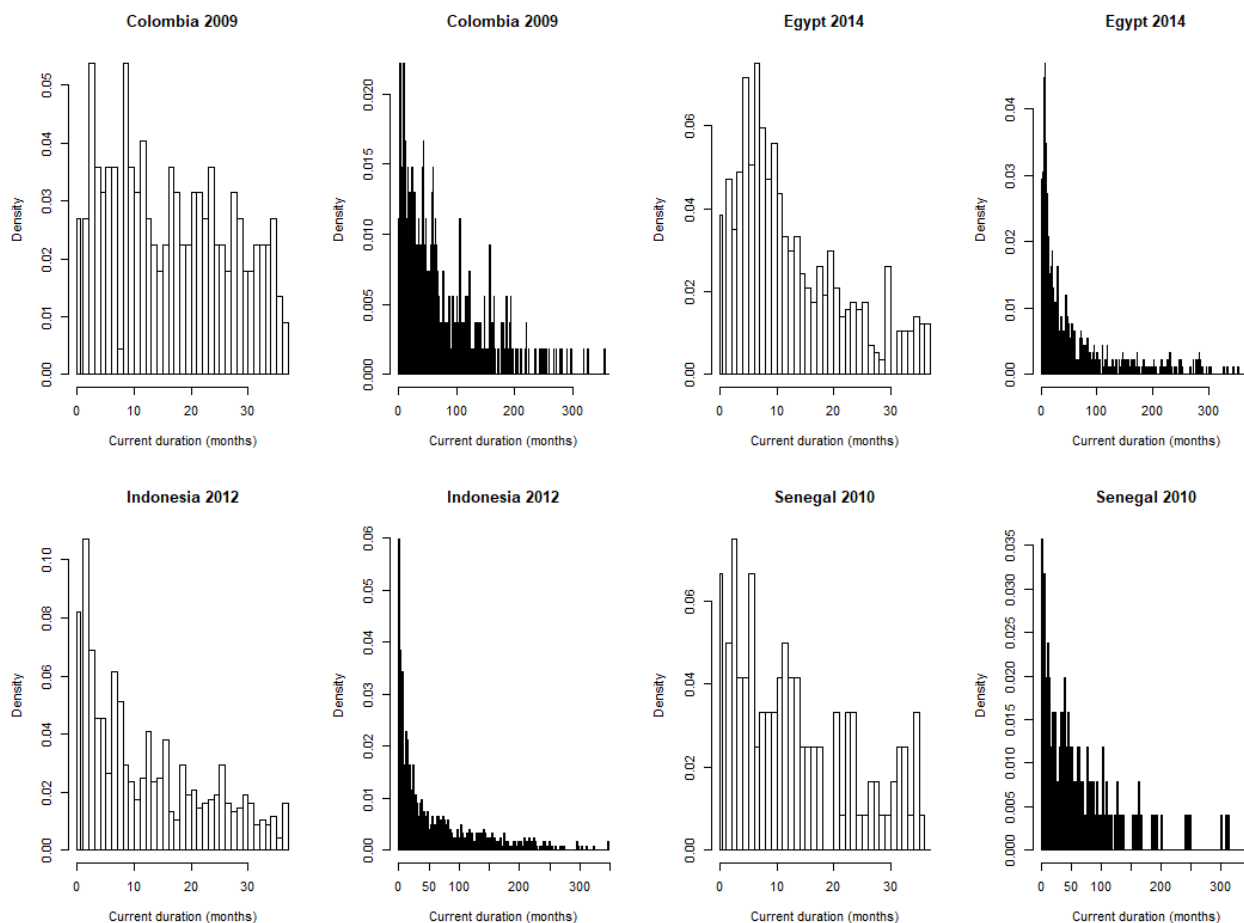 Colombia 2009
Density
0.00
0.01
0.02
0.03
0.04
0.05
0 10 20 30
Current duration (months)
Colombia 2009
Density
0.000
0.005
0.010
0.015
0.020
0 100 200 300
Current duration (months)
Egypt 2014
Density
0.00
0.02
0.04
0.06
0 10 20 30
Current duration (months)
Egypt 2014
Density
0.00
0.01
0.02
0.03
0.04
0 100 200 300
Current duration (months)
Indonesia 2012
Density
0.00
0.02
0.04
0.06
0.08
0.10
0 10 20 30
Current duration (months)
Indonesia 2012
Density
0.00
0.01
0.02
0.03
0.04
0.05
0.06
0 50 100 200 300
Current duration (months)
Senegal 2010
Density
0.00
0.02
0.04
0.06
0 10 20 30
Current duration (months)
Senegal 2010
Density
0.000
0.005
0.010
0.015
0.020
0.025
0.030
0.035
0 50 100 200 300
Current duration (months)